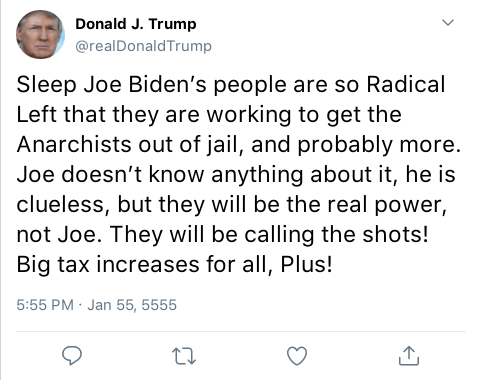 Donald J. Trump
@realDonaldTrump
Sleep Joe Biden’s people are so Radical
Left that they are working to get the
Anarchists out of jail, and probably more.
Joe doesn’t know anything about it, he is
clueless, but they will be the real power,
not Joe. They will be calling the shots!
Big tax increases for all, Plus!
5:55 PM · Jan 55, 5555